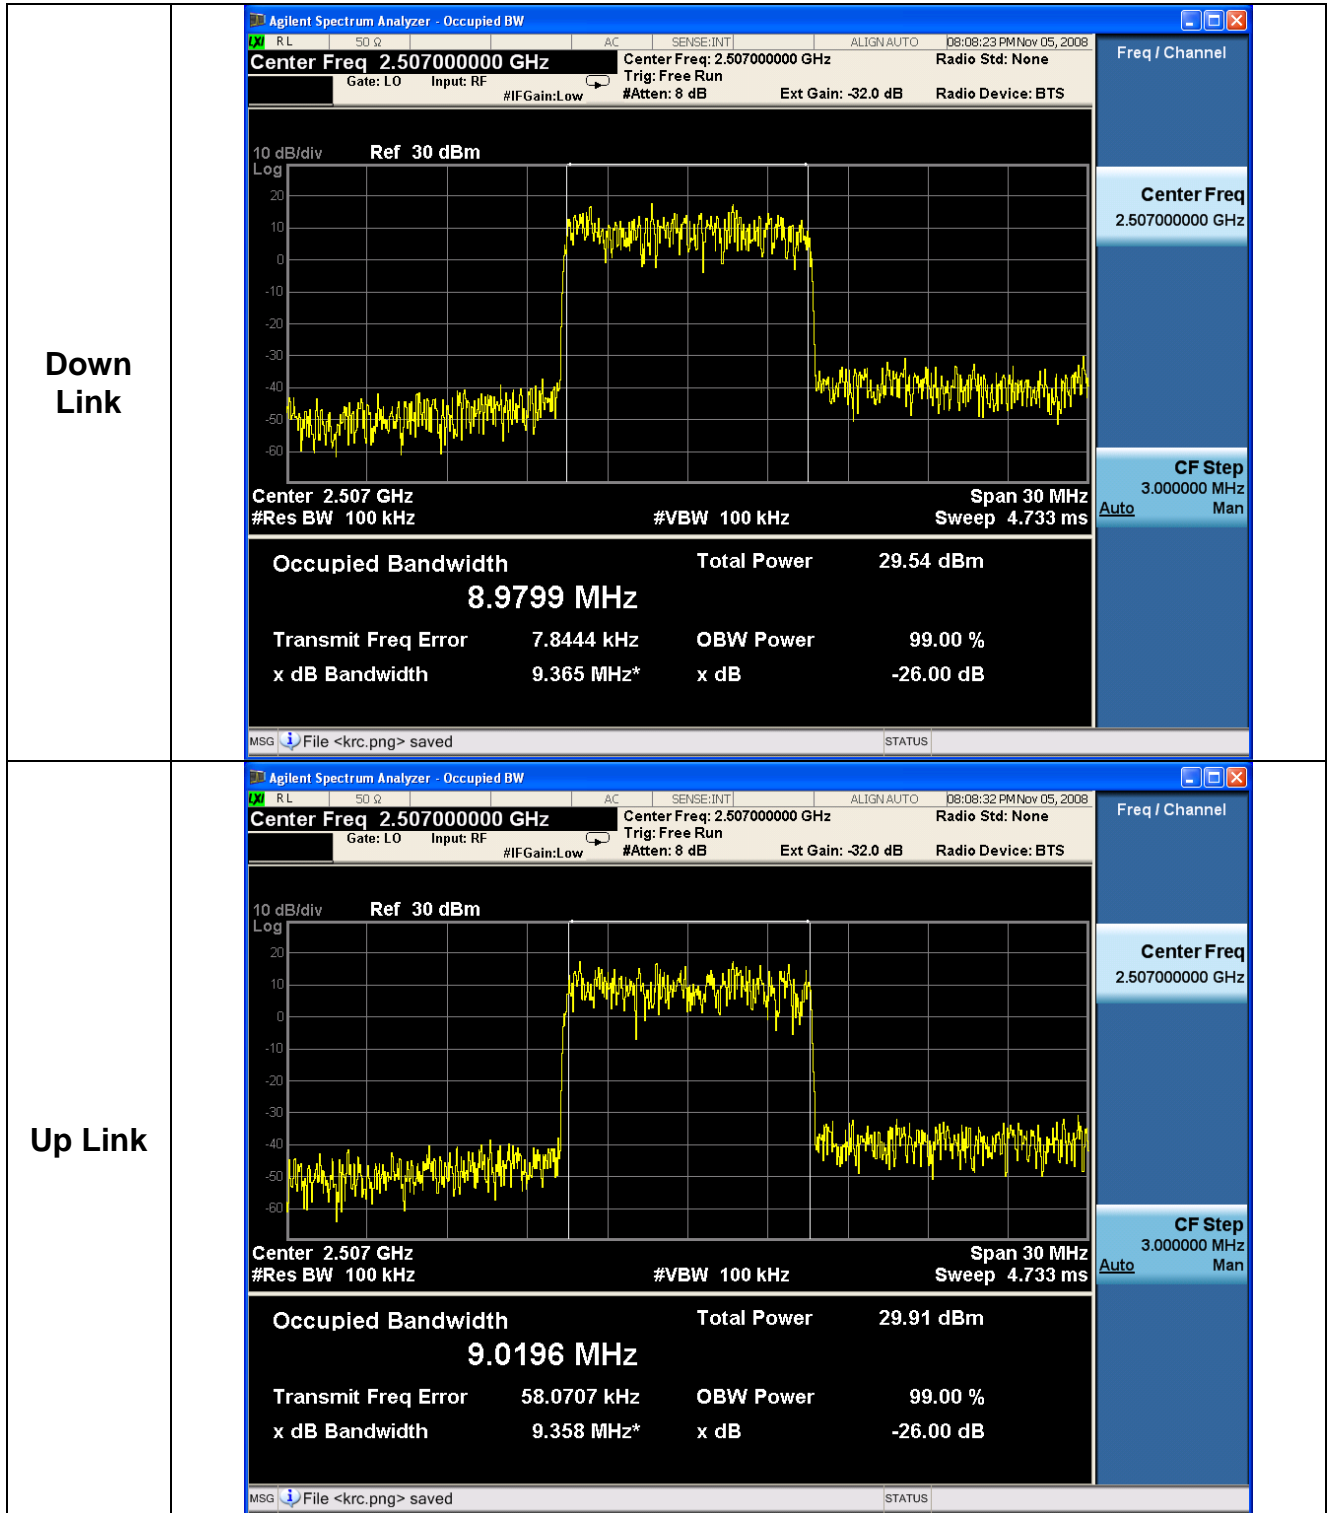 Down
Link
Agilent Spectrum Analyzer - Occupied BW
LXI RL 50 Ω AC SENSE:INT ALIGN AUTO 08:08:23 PM Nov 05, 2008
Center Freq 2.507000000 GHz
Center Freq: 2.507000000 GHz Radio Std: None
Trig: Free Run
Gate: LO Input: RF
#IFGain:Low #Atten: 8 dB Ext Gain: -32.0 dB Radio Device: BTS
10 dB/div Ref 30 dBm
Log
20
10
0
-10
-20
-30
-40
-50
-60
Center 2.507 GHz Span 30 MHz
#Res BW 100 kHz #VBW 100 kHz Sweep 4.733 ms
Occupied Bandwidth Total Power 29.54 dBm
8.9799 MHz
Transmit Freq Error 7.8444 kHz OBW Power 99.00 %
x dB Bandwidth 9.365 MHz* x dB -26.00 dB
MSG File <krc.png> saved STATUS
Freq / Channel
Center Freq
2.507000000 GHz
CF Step
3.000000 MHz
Auto Man
Up Link
Agilent Spectrum Analyzer - Occupied BW
LXI RL 50 Ω AC SENSE:INT ALIGN AUTO 08:08:32 PM Nov 05, 2008
Center Freq 2.507000000 GHz
Center Freq: 2.507000000 GHz Radio Std: None
Trig: Free Run
Gate: LO Input: RF
#IFGain:Low #Atten: 8 dB Ext Gain: -32.0 dB Radio Device: BTS
10 dB/div Ref 30 dBm
Log
20
10
0
-10
-20
-30
-40
-50
-60
Center 2.507 GHz Span 30 MHz
#Res BW 100 kHz #VBW 100 kHz Sweep 4.733 ms
Occupied Bandwidth Total Power 29.91 dBm
9.0196 MHz
Transmit Freq Error 58.0707 kHz OBW Power 99.00 %
x dB Bandwidth 9.358 MHz* x dB -26.00 dB
MSG File <krc.png> saved STATUS
Freq / Channel
Center Freq
2.507000000 GHz
CF Step
3.000000 MHz
Auto Man